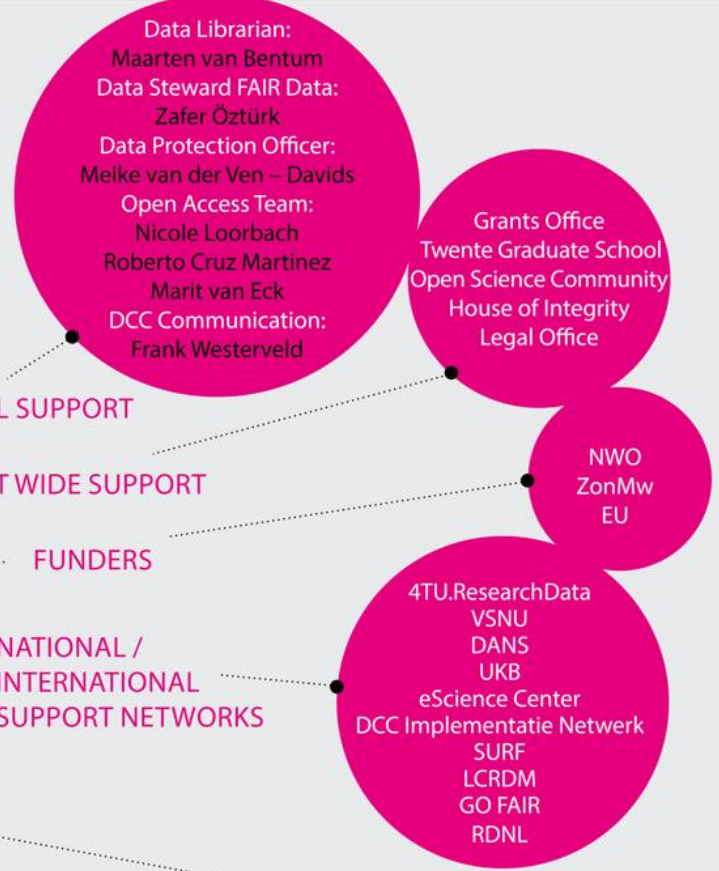 Data Librarian:
Maarten van Bentum
Data Steward FAIR Data:
Zafer Öztürk
Data Protection Officer:
Meike van der Ven – Davids
Open Access Team:
Nicole Loorbach
Roberto Cruz Martinez
Marit van Eck
DCC Communication:
Frank Westerveld
Grants Office
Twente Graduate School
Open Science Community
House of Integrity
Legal Office
L SUPPORT
T WIDE SUPPORT
NWO
ZonMw
EU
FUNDERS
NATIONAL /
INTERNATIONAL
SUPPORT NETWORKS
4TU.ResearchData
VSNU
DANS
UKB
eScience Center
DCC Implementatie Netwerk
SURF
LCRDM
GO FAIR
RDNL